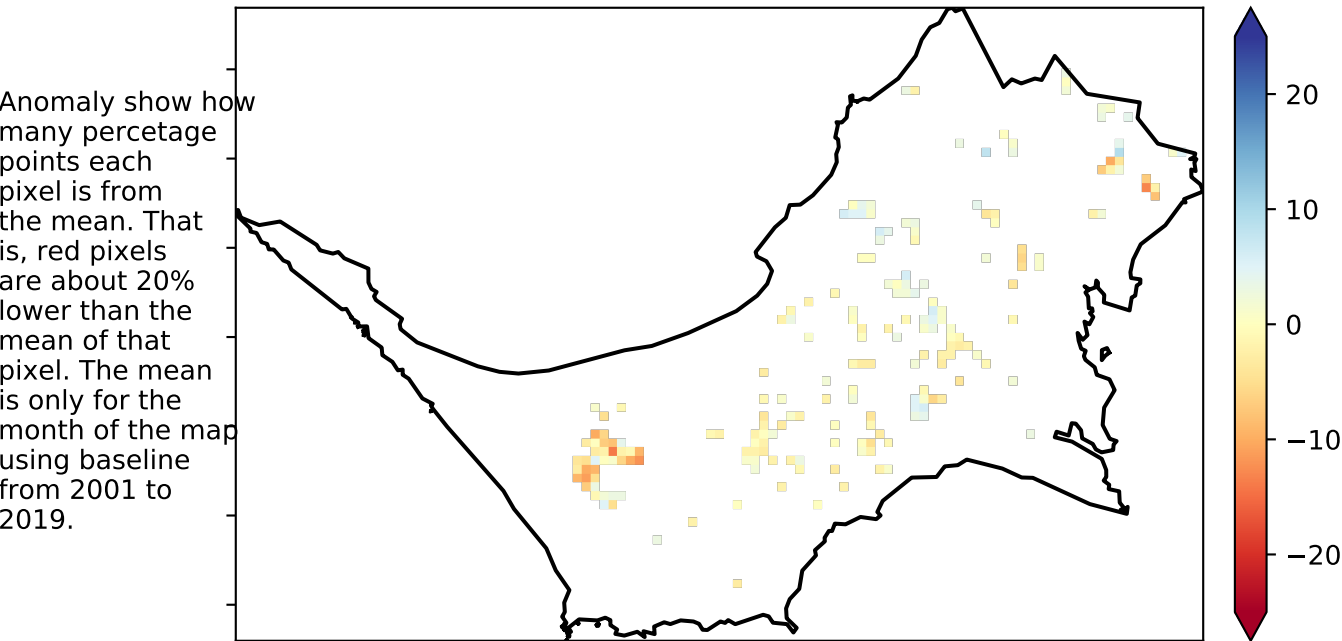 Anomaly show how
many percetage
points each
pixel is from
the mean. That
is, red pixels
are about 20%
lower than the
mean of that
pixel. The mean
is only for the
month of the map
using baseline
from 2001 to
2019.
20
10
0
−10
−20